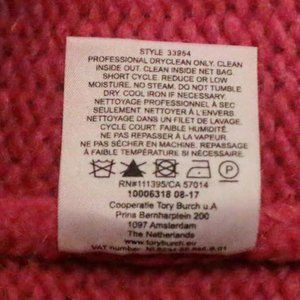 STYLE 33954
PROFESSIONAL DRYCLEAN ONLY. CLEAN
INSIDE OUT. CLEAN INSIDE NET BAG.
SHORT CYCLE. REDUCE OR LOW
MOISTURE. NO STEAM. DO NOT TUMBLE
DRY. COOL IRON IF NECESSARY.
NETTOYAGE PROFESSIONNEL À SEC
SEULEMENT. NETTOYER À L'ENVERS.
NETTOYAGE DANS UN FILET DE LAVAGE.
CYCLE COURT. FAIBLE HUMIDITÉ.
NE PAS REPASSER À LA VAPEUR.
NE PAS SÉCHER EN MACHINE. REPASSER
À FAIBLE TEMPÉRATURE SI NÉCESSAIRE.
P
RN#111395/CA 57014
10006318 08-17
Cooperatie Tory Burch u.A
Prins Bernhardplein 200
1097 Amsterdam
The Netherlands
www.toryburch.eu
VAT number: